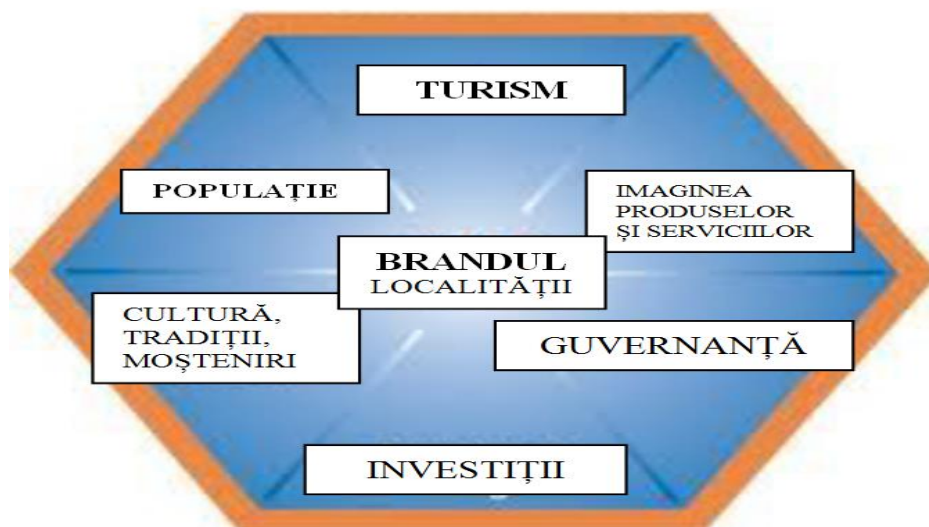 TURISM
POPULAȚIE
IMAGINEA
PRODUSELOR
ȘI SERVICIILOR
BRANDUL
LOCALITĂȚII
CULTURĂ,
TRADIȚII,
MOȘTENIRI
GUVERNANȚĂ
INVESTIȚII